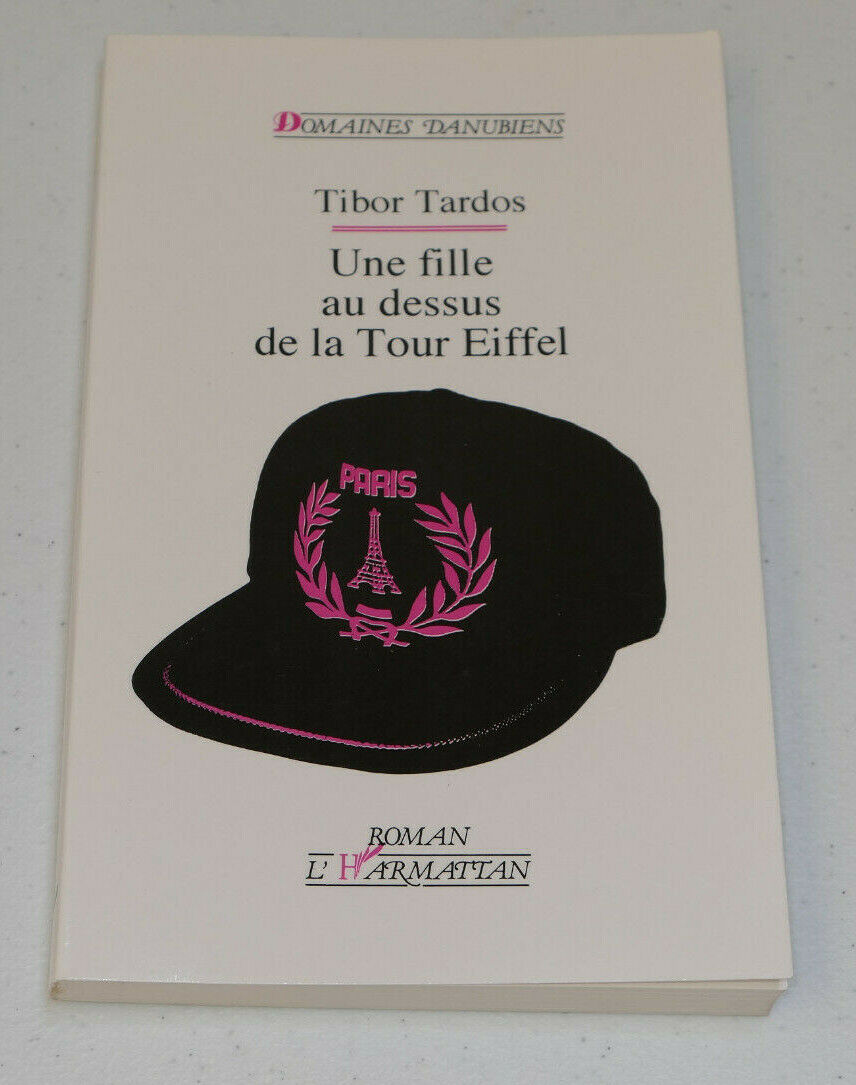 DOMAINES DANUBIENS
Tibor Tardos
Une fille
au dessus
de la Tour Eiffel
PARIS
ROMAN
L'HARMATTAN